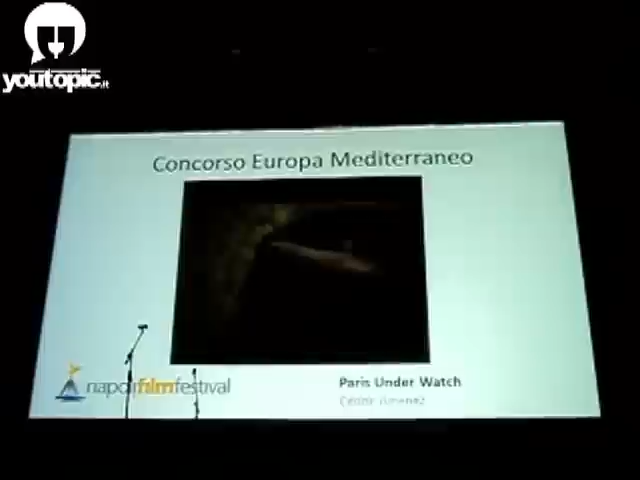 youtopic.it
Concorso Europa Mediterraneo
napolifilmfestival
Paris Under Watch